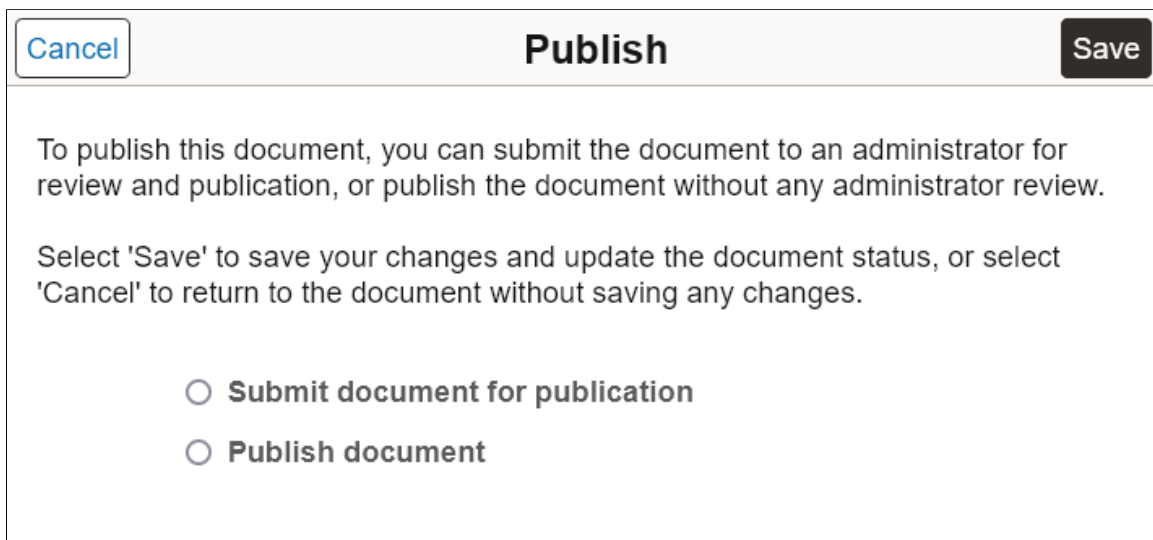 Cancel
Publish
Save
To publish this document, you can submit the document to an administrator for
review and publication, or publish the document without any administrator review.
Select 'Save' to save your changes and update the document status, or select
'Cancel' to return to the document without saving any changes.
Submit document for publication
Publish document